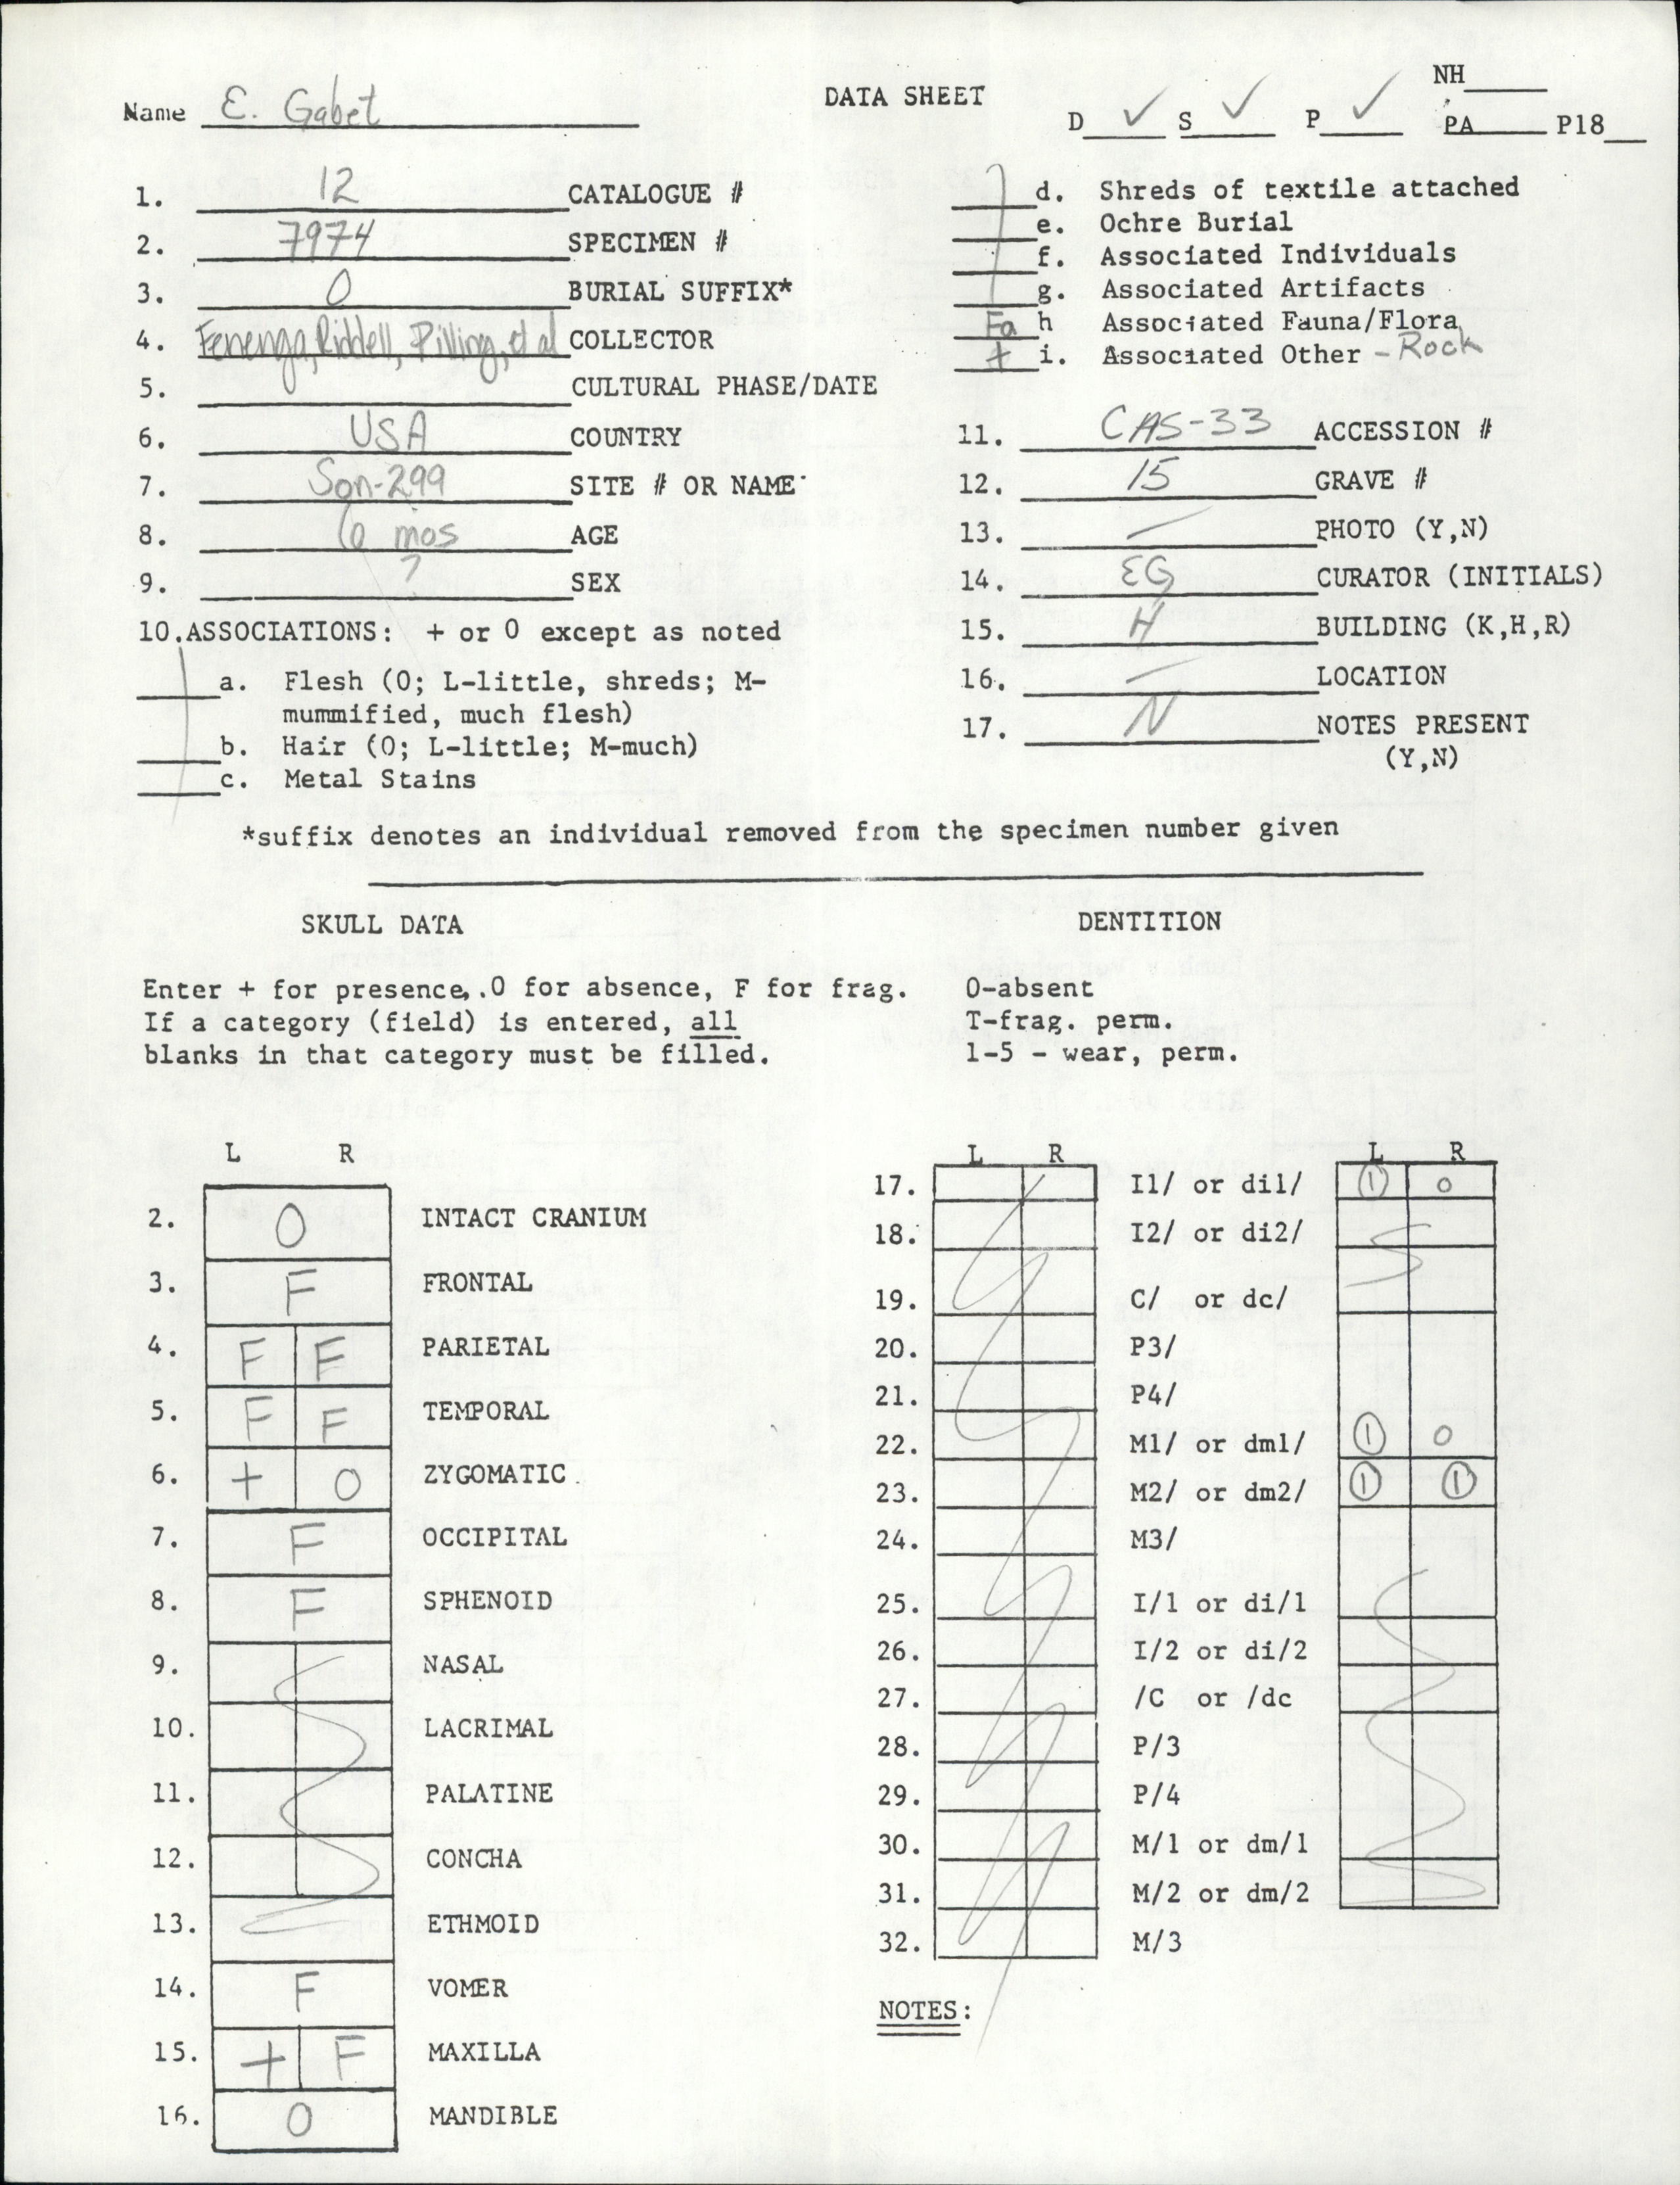 NH____
Name E. Gabet DATA SHEET D ✓ S ✓ P ✓ PA____ P18__
1. 12 CATALOGUE #
2. 7974 SPECIMEN #
3. 0 BURIAL SUFFIX*
4. Fenenga, Riddell, Pilling, et al COLLECTOR
5. CULTURAL PHASE/DATE
6. USA COUNTRY
7. Son-299 SITE # OR NAME
8. 6 mos AGE
9. ? SEX
10. ASSOCIATIONS: + or 0 except as noted
a. Flesh (0; L-little, shreds; M-
mummified, much flesh)
b. Hair (0; L-little; M-much)
c. Metal Stains
d. Shreds of textile attached
e. Ochre Burial
f. Associated Individuals
g. Associated Artifacts
Fa h Associated Fauna/Flora
+ i. Associated Other - Rock
11. CAS-33 ACCESSION #
12. 15 GRAVE #
13. — PHOTO (Y,N)
14. EG CURATOR (INITIALS)
15. H BUILDING (K,H,R)
16. — LOCATION
17. N NOTES PRESENT
(Y,N)
*suffix denotes an individual removed from the specimen number given
SKULL DATA
Enter + for presence, .0 for absence, F for frag.
If a category (field) is entered, all
blanks in that category must be filled.
L R
2. 0 INTACT CRANIUM
3. F FRONTAL
4. F F PARIETAL
5. F F TEMPORAL
6. + 0 ZYGOMATIC
7. F OCCIPITAL
8. F SPHENOID
9. NASAL
10. LACRIMAL
11. PALATINE
12. CONCHA
13. ETHMOID
14. F VOMER
15. + F MAXILLA
16. 0 MANDIBLE
DENTITION
0-absent
T-frag. perm.
1-5 - wear, perm.
L R L R
17. I1/ or di1/ ① 0
18. I2/ or di2/
19. C/ or dc/
20. P3/
21. P4/
22. M1/ or dm1/ ① 0
23. M2/ or dm2/ ① ①
24. M3/
25. I/1 or di/1
26. I/2 or di/2
27. /C or /dc
28. P/3
29. P/4
30. M/1 or dm/1
31. M/2 or dm/2
32. M/3
NOTES: